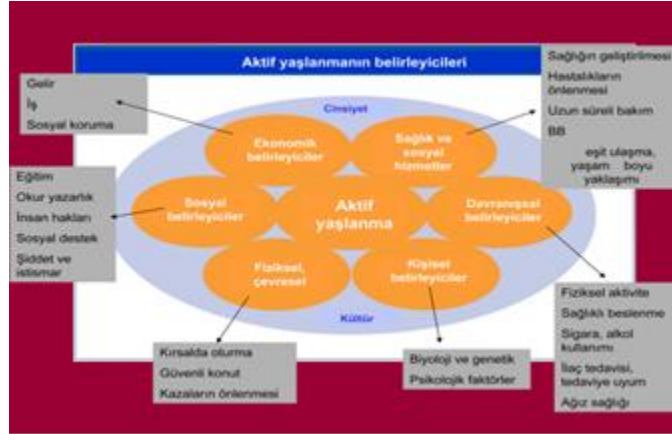 Aktif yaşlanmanın belirleyicileri
Gelir
İş
Sosyal koruma
Sağlığın geliştirilmesi
Hastalıkların
önlenmesi
Uzun süreli bakım
BB
eşit ulaşma,
yaşam boyu
yaklaşımı
Cinsiyet
Ekonomik
belirleyiciler
Sağlık ve
sosyal
hizmetler
Eğitim
Okur yazarlık
İnsan hakları
Sosyal destek
Şiddet ve
istismar
Sosyal
belirleyiciler
Aktif
yaşlanma
Davranışsal
belirleyiciler
Fiziksel,
çevresel
Kişisel
belirleyiciler
Kültür
Kırsalda oturma
Güvenli konut
Kazaların önlenmesi
Biyoloji ve genetik
Psikolojik faktörler
Fiziksel aktivite
Sağlıklı beslenme
Sigara, alkol
kullanımı
İlaç tedavisi,
tedaviye uyum
Ağız sağlığı